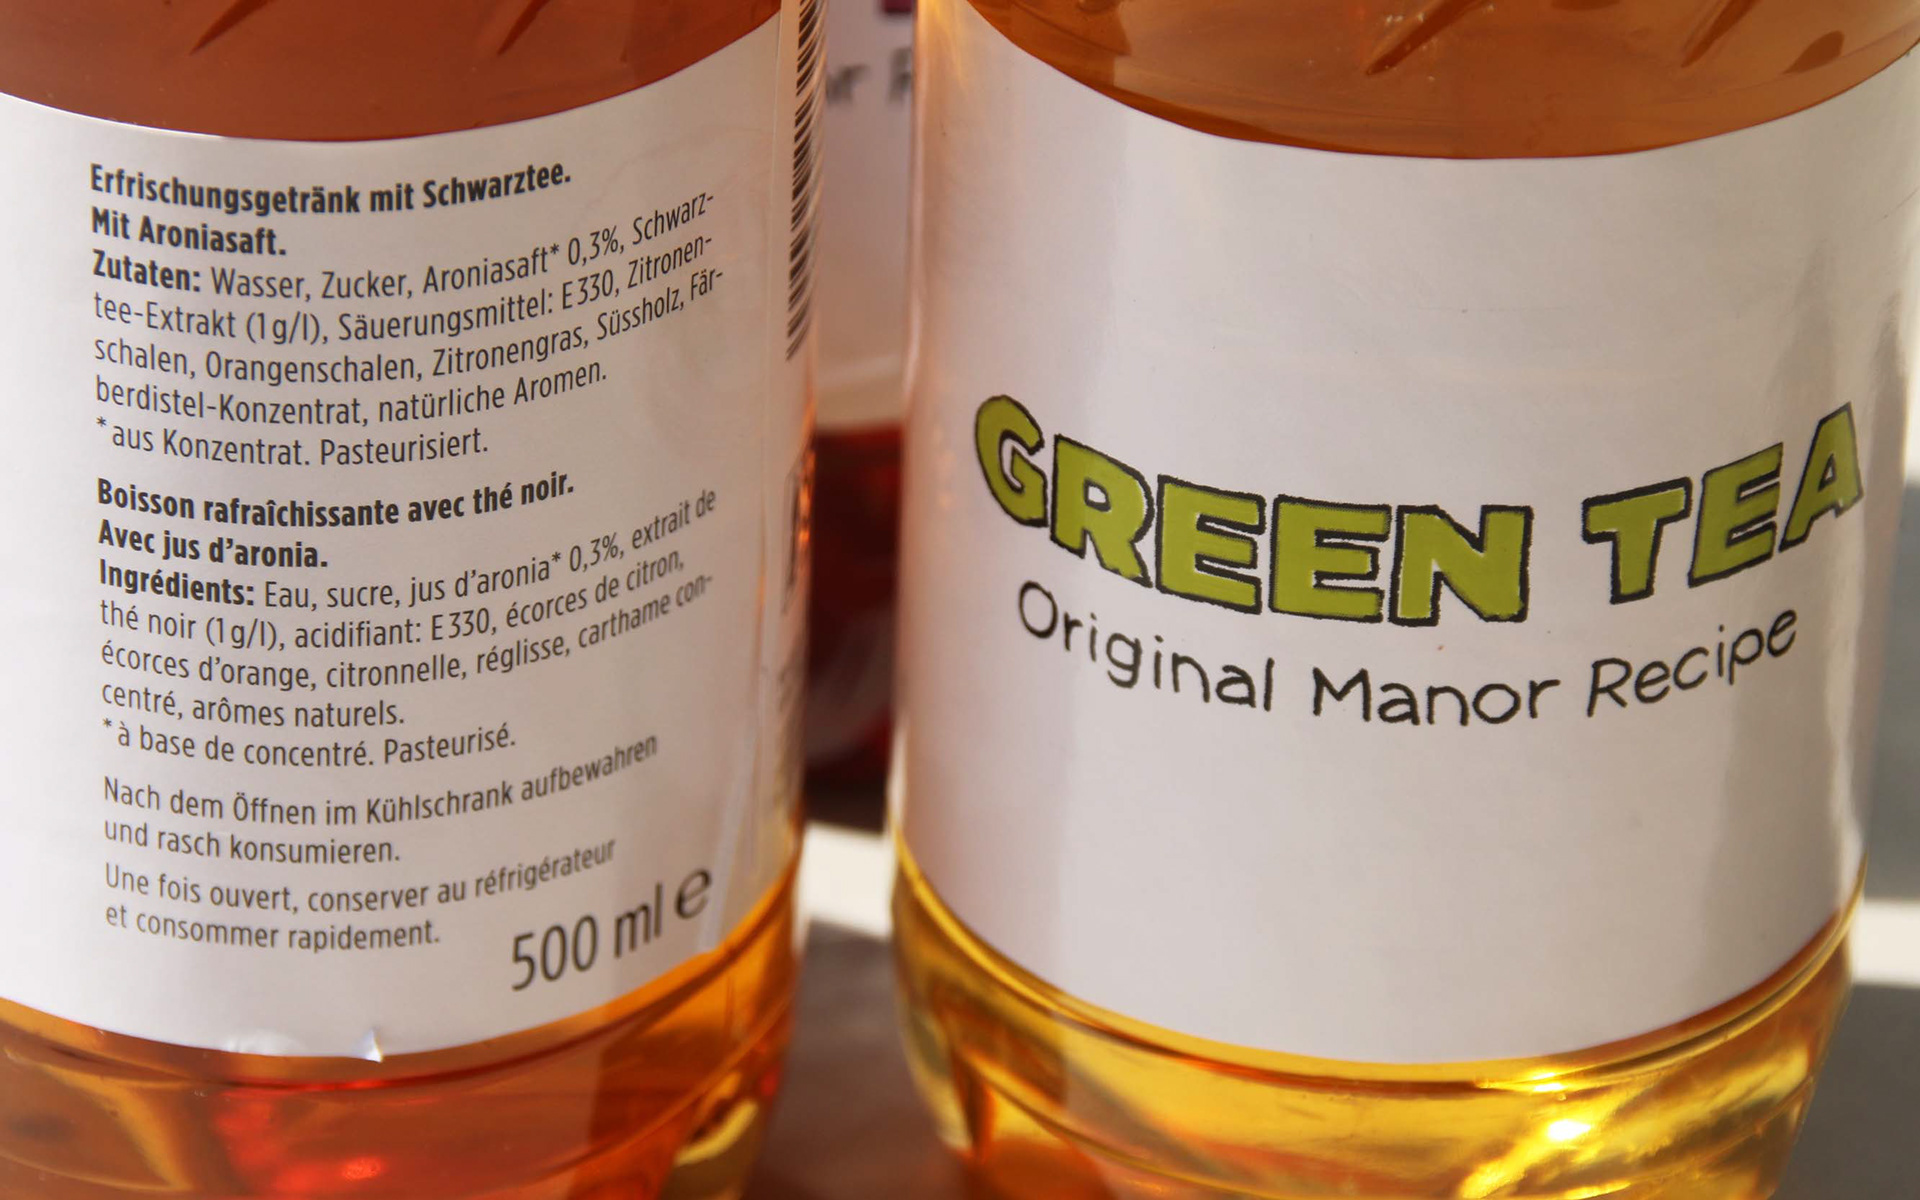 Erfrischungsgetränk mit Schwarztee.
Mit Aroniasaft.
Zutaten: Wasser, Zucker, Aroniasaft* 0,3%, Schwarz-
tee-Extrakt (1g/l), Säuerungsmittel: E330, Zitronen-
schalen, Orangenschalen, Zitronengras, Süssholz, Fär-
berdistel-Konzentrat, natürliche Aromen.
*aus Konzentrat. Pasteurisiert.
Boisson rafraîchissante avec thé noir.
Avec jus d'aronia.
Ingrédients: Eau, sucre, jus d'aronia* 0,3%, extrait de
thé noir (1g/l), acidifiant: E330, écorces de citron,
écorces d'orange, citronnelle, réglisse, carthame con-
centré, arômes naturels.
*à base de concentré. Pasteurisé.
Nach dem Öffnen im Kühlschrank aufbewahren
und rasch konsumieren.
Une fois ouvert, conserver au réfrigérateur
et consommer rapidement.
500 ml e
GREEN TEA
Original Manor Recipe